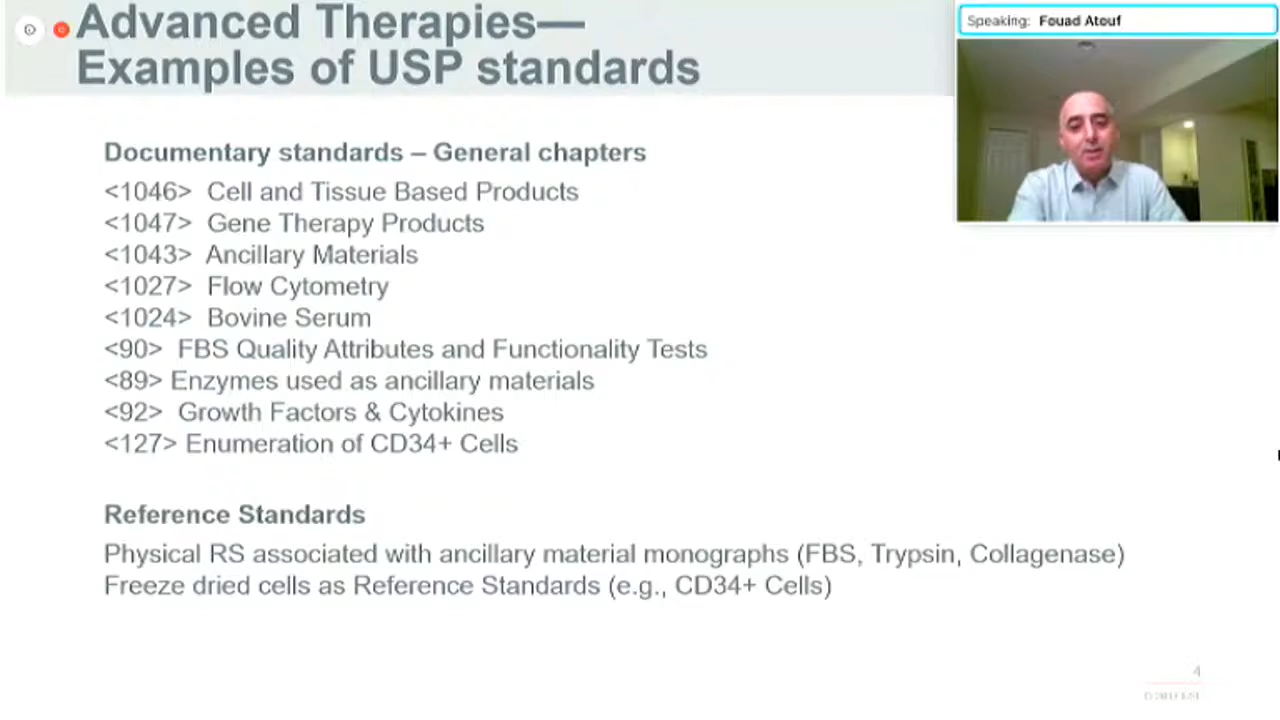 Advanced Therapies—
Examples of USP standards
Speaking: Fouad Atouf
Documentary standards – General chapters
<1046> Cell and Tissue Based Products
<1047> Gene Therapy Products
<1043> Ancillary Materials
<1027> Flow Cytometry
<1024> Bovine Serum
<90> FBS Quality Attributes and Functionality Tests
<89> Enzymes used as ancillary materials
<92> Growth Factors & Cytokines
<127> Enumeration of CD34+ Cells
Reference Standards
Physical RS associated with ancillary material monographs (FBS, Trypsin, Collagenase)
Freeze dried cells as Reference Standards (e.g., CD34+ Cells)
4